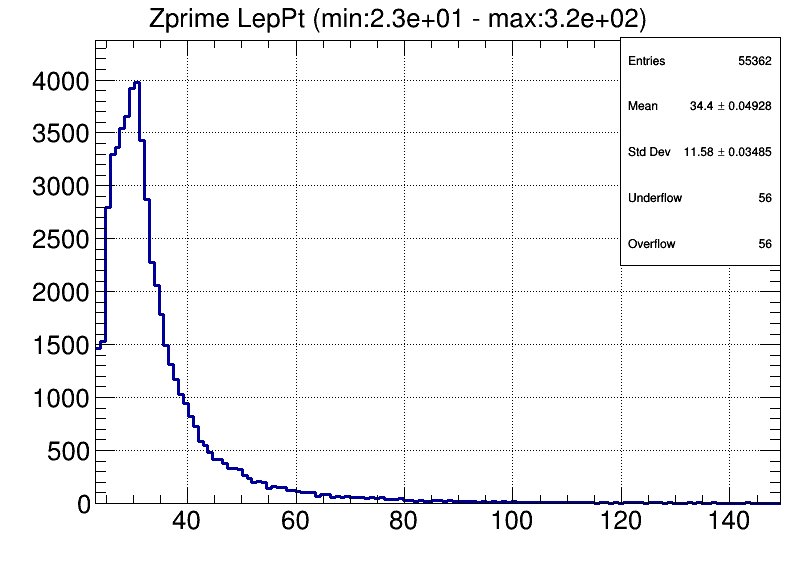 Zprime LepPt (min:2.3e+01 - max:3.2e+02)
Entries 55362
Mean 34.4 ± 0.04928
Std Dev 11.58 ± 0.03485
Underflow 56
Overflow 56
4000
3500
3000
2500
2000
1500
1000
500
0
40 60 80 100 120 140